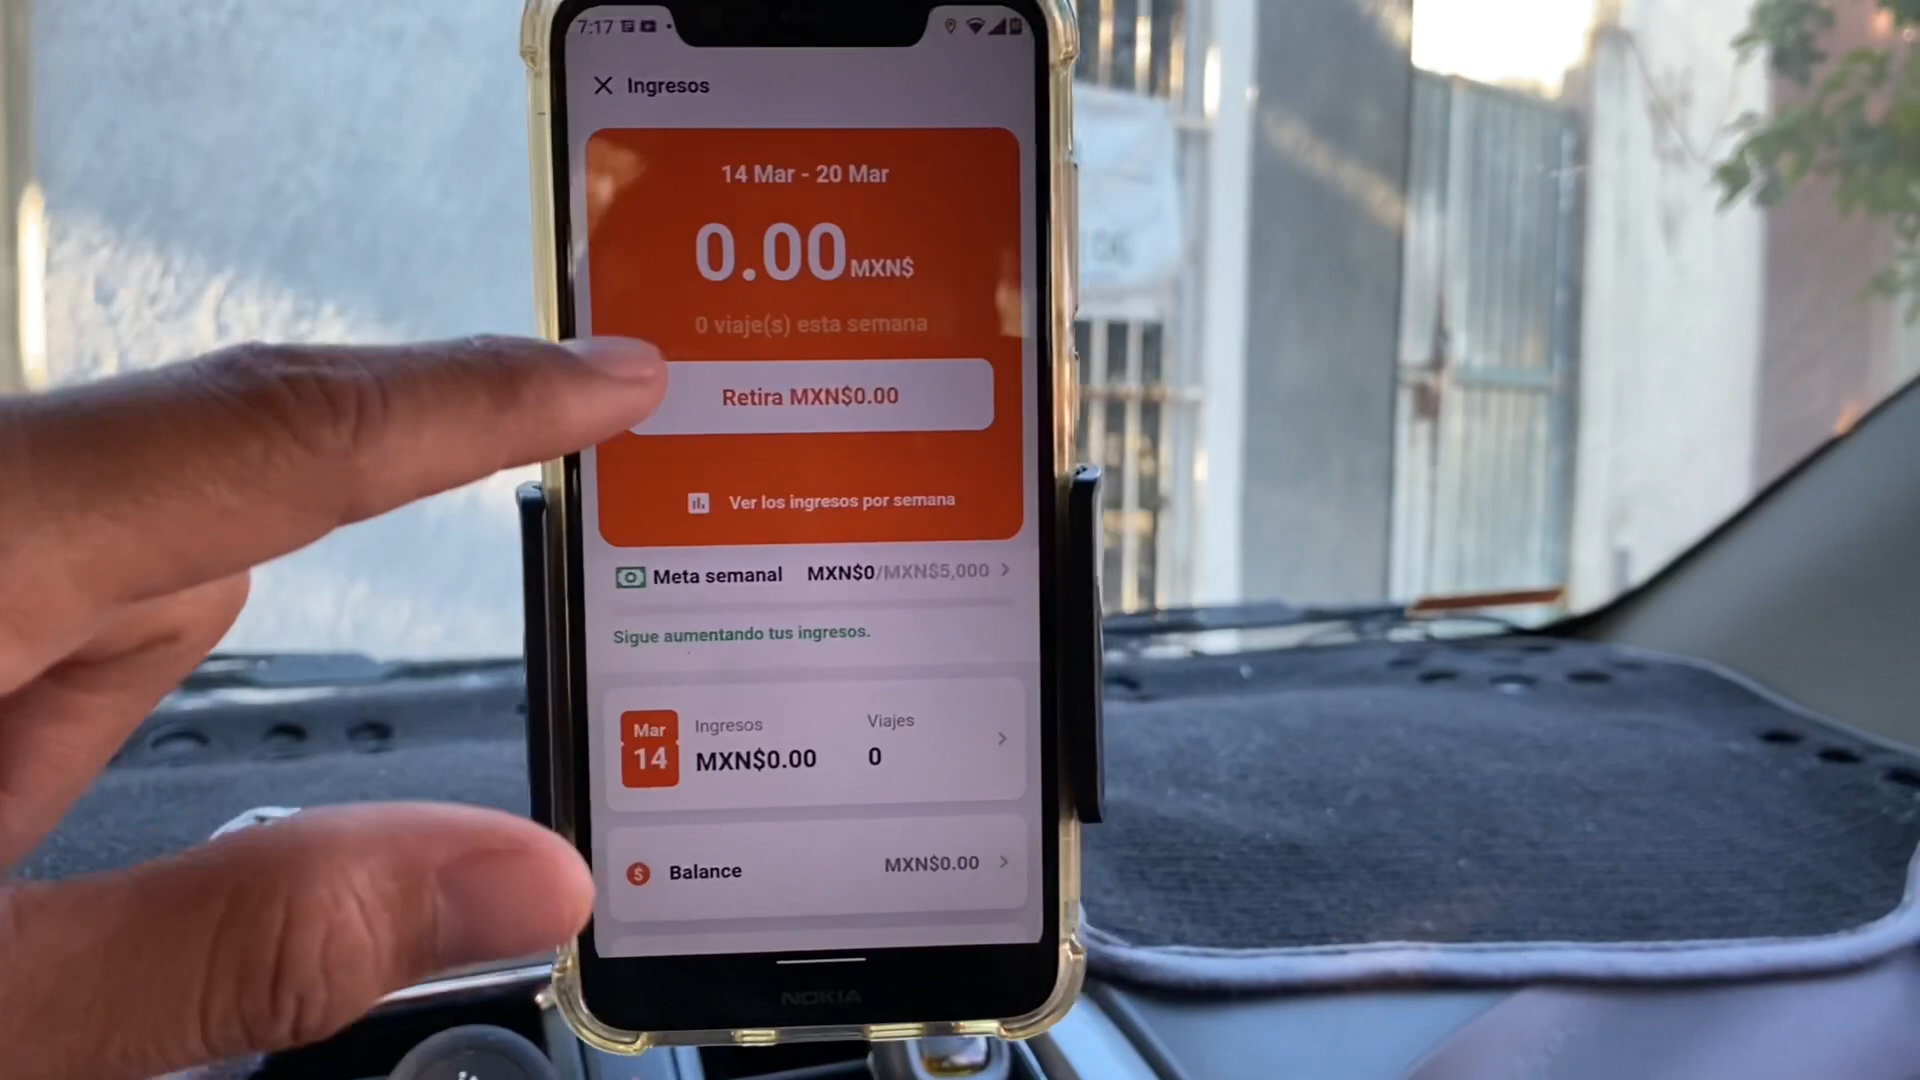 7:17
Ingresos
14 Mar - 20 Mar
0.00 MXN$
0 viaje(s) esta semana
Retira MXN$0.00
Ver los ingresos por semana
Meta semanal MXN$0/MXN$5,000
Sigue aumentando tus ingresos.
Mar
14
Ingresos Viajes
MXN$0.00 0
Balance MXN$0.00
NOKIA